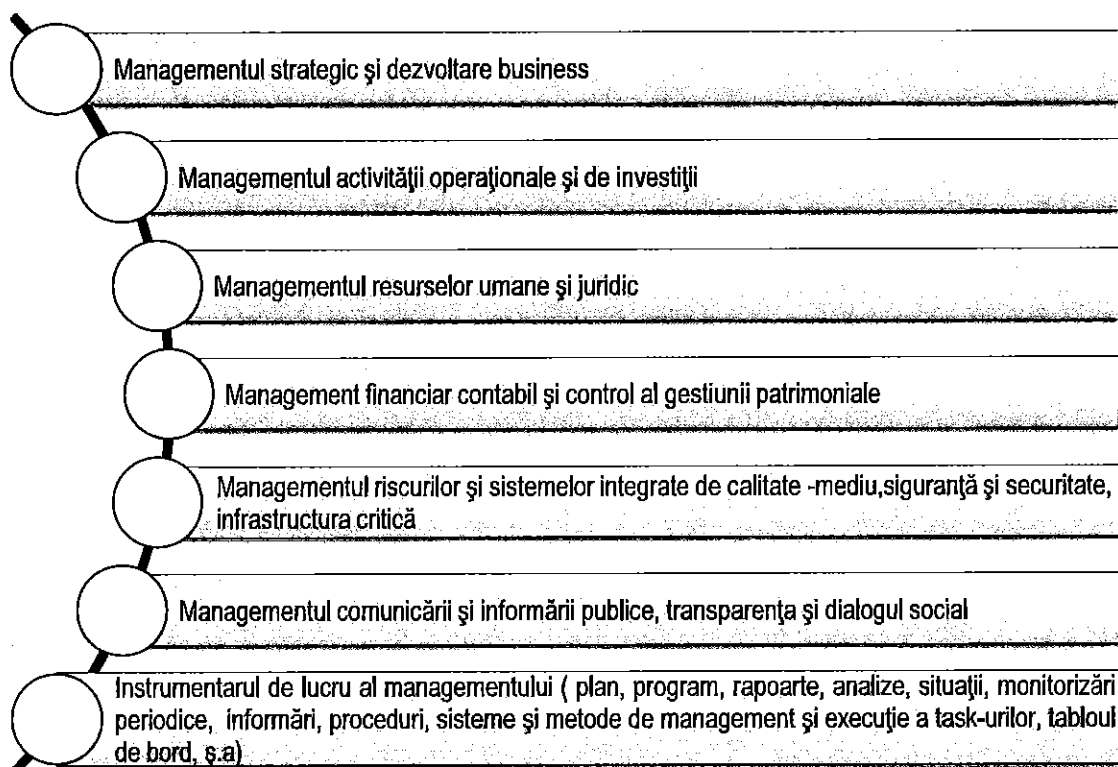 Managementul strategic şi dezvoltare business
Managementul activităţii operaţionale şi de investiţii
Managementul resurselor umane şi juridic
Management financiar contabil şi control al gestiunii patrimoniale
Managementul riscurilor şi sistemelor integrate de calitate -mediu,siguranţă şi securitate,
infrastructura critică
Managementul comunicării şi informării publice, transparenţa şi dialogul social
Instrumentarul de lucru al managementului ( plan, program, rapoarte, analize, situaţii, monitorizări
periodice, informări, proceduri, sisteme şi metode de management şi execuţie a task-urilor, tabloul
de bord, ş.a)